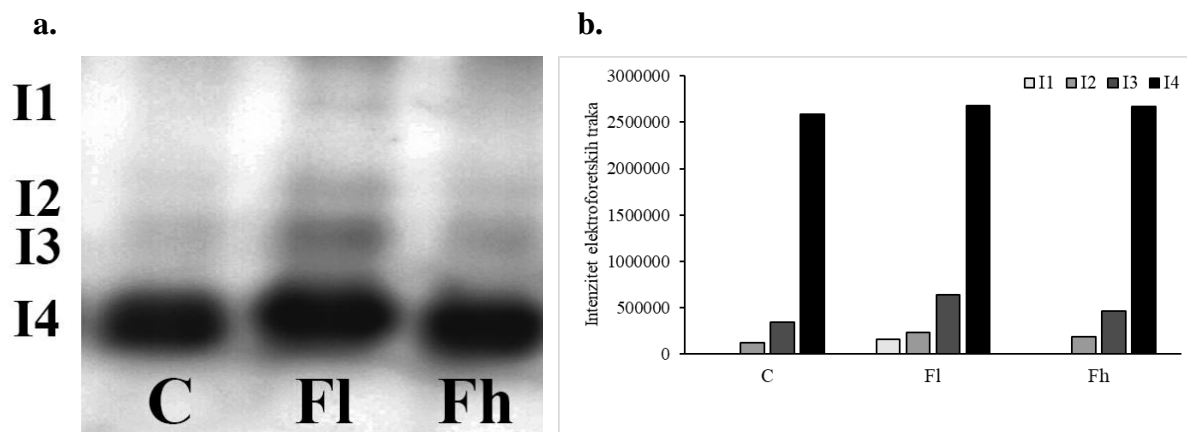 a.
I1
I2
I3
I4
C Fl Fh
b.
I1 I2 I3 I4
Intenzitet elektroforetskih traka
3000000
2500000
2000000
1500000
1000000
500000
0
C Fl Fh